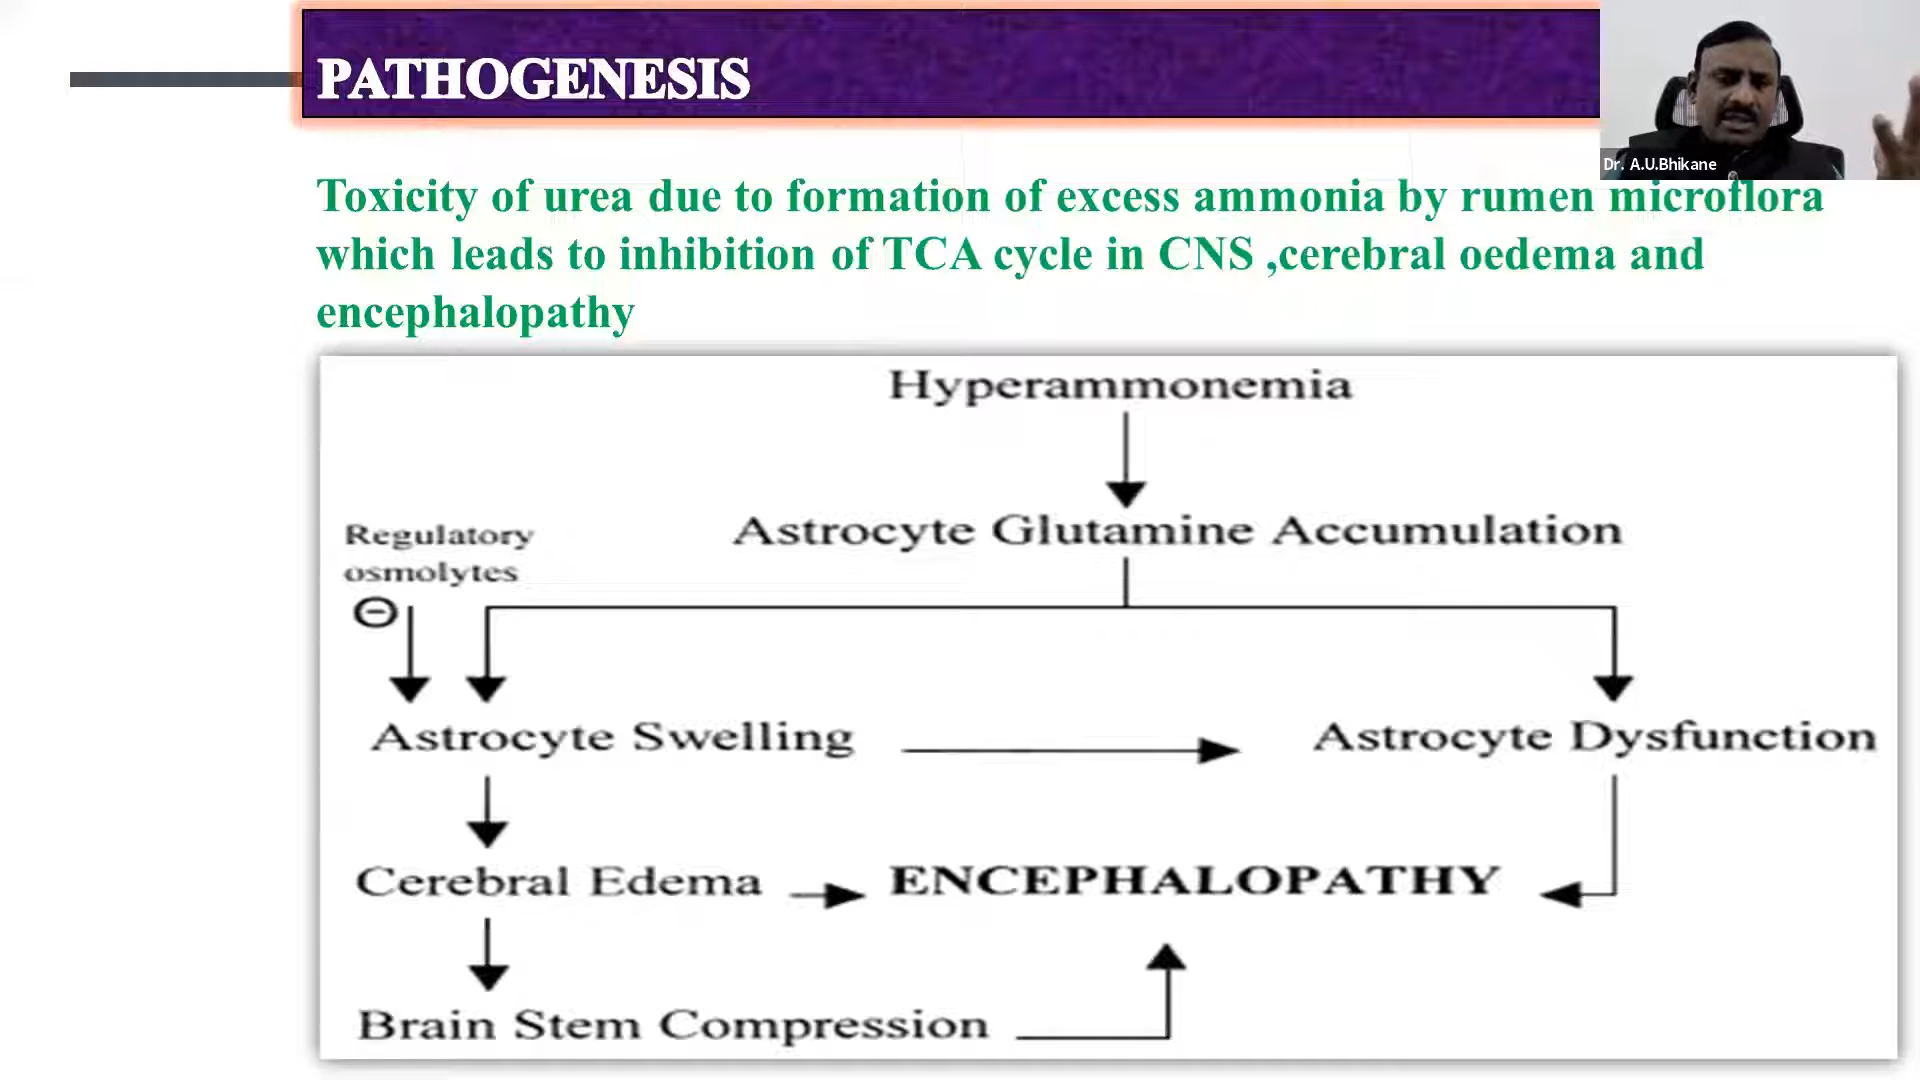 PATHOGENESIS
Dr. A.U.Bhikane
Toxicity of urea due to formation of excess ammonia by rumen microflora
which leads to inhibition of TCA cycle in CNS ,cerebral oedema and
encephalopathy
Hyperammonemia
Astrocyte Glutamine Accumulation
Regulatory
osmolytes
Astrocyte Swelling
Astrocyte Dysfunction
Cerebral Edema
ENCEPHALOPATHY
Brain Stem Compression